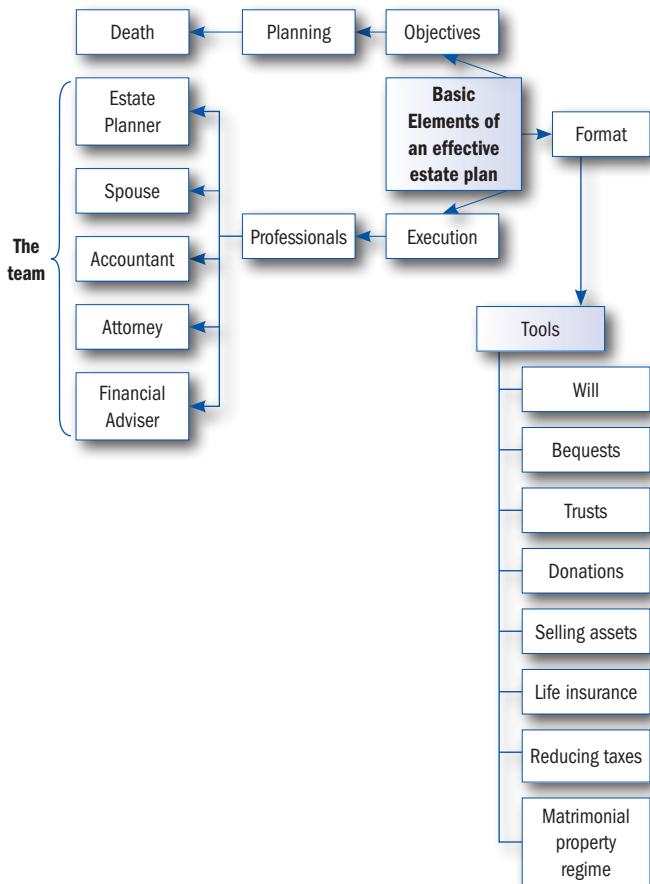 Death
Planning
Objectives
Basic
Elements of
an effective
estate plan
Format
Estate
Planner
Spouse
The
team
Accountant
Attorney
Financial
Adviser
Professionals
Execution
Tools
Will
Bequests
Trusts
Donations
Selling assets
Life insurance
Reducing taxes
Matrimonial
property
regime